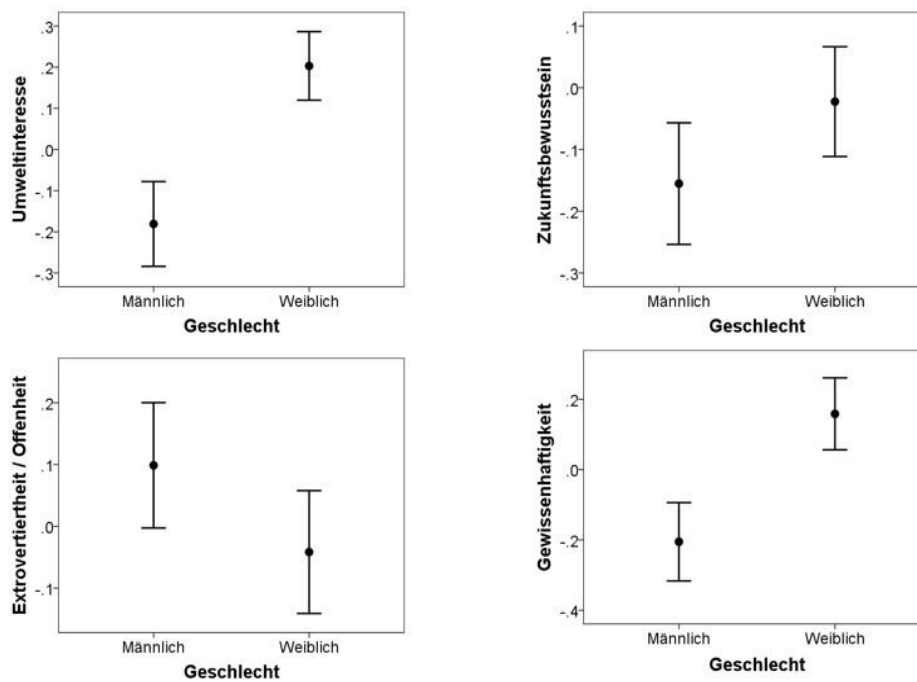 Umweltinteresse
.3
.2
.1
.0
-.1
-.2
-.3
Männlich Weiblich
Geschlecht
Zukunftsbewusstsein
.1
.0
-.1
-.2
-.3
Männlich Weiblich
Geschlecht
Extrovertiertheit / Offenheit
.2
.1
.0
-.1
Männlich Weiblich
Geschlecht
Gewissenhaftigkeit
.2
.0
-.2
-.4
Männlich Weiblich
Geschlecht